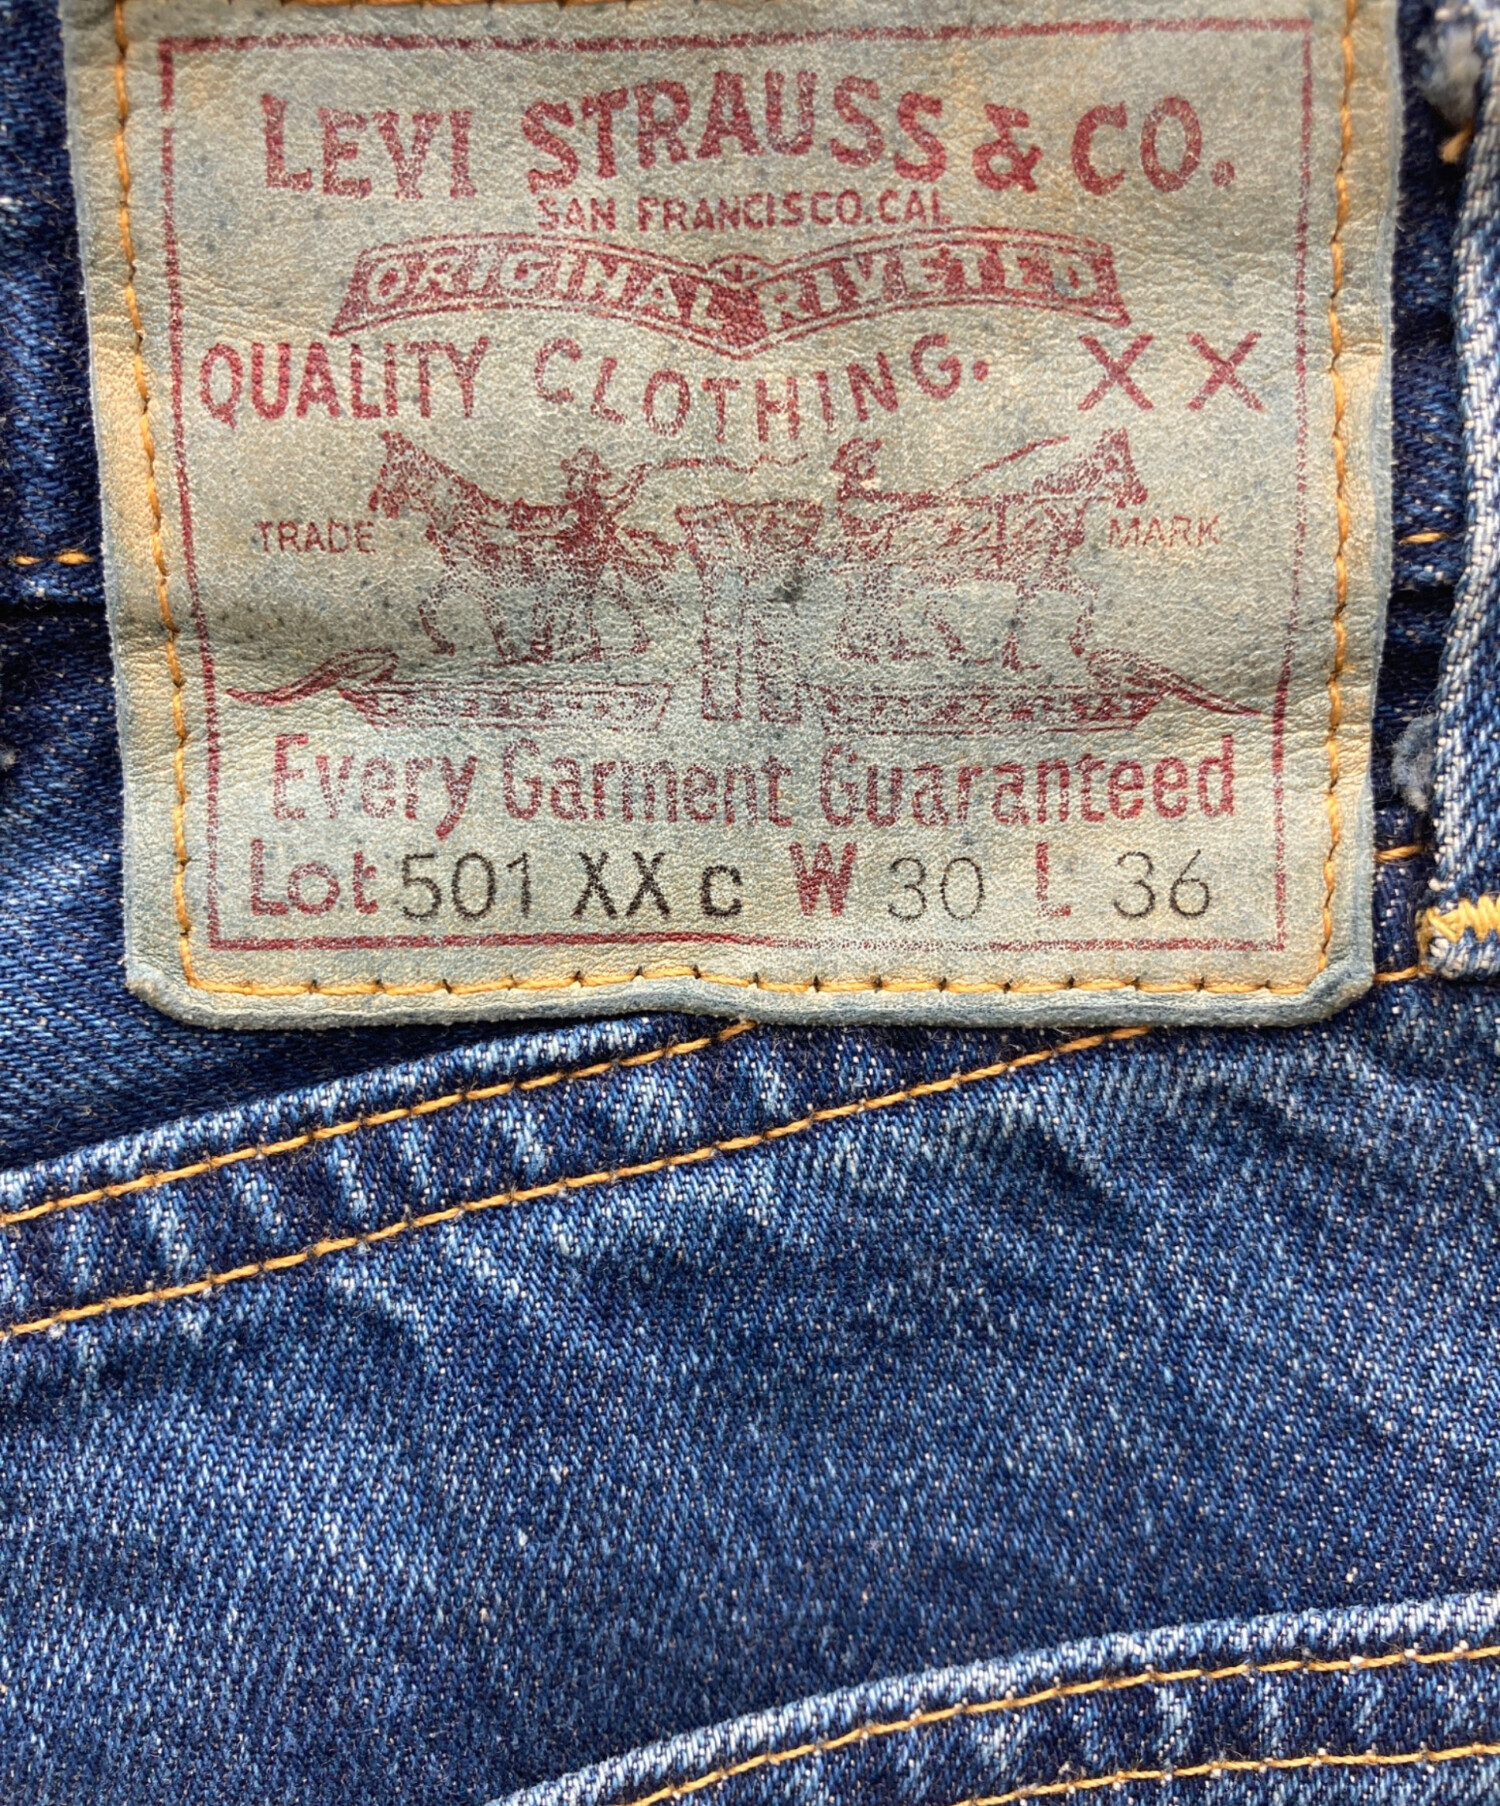 LEVI STRAUSS & CO.
SAN FRANCISCO.CAL
ORIGINAL RIVETED
QUALITY CLOTHING. XX
TRADE MARK
Every Garment Guaranteed
Lot 501 XX c W 30 L 36